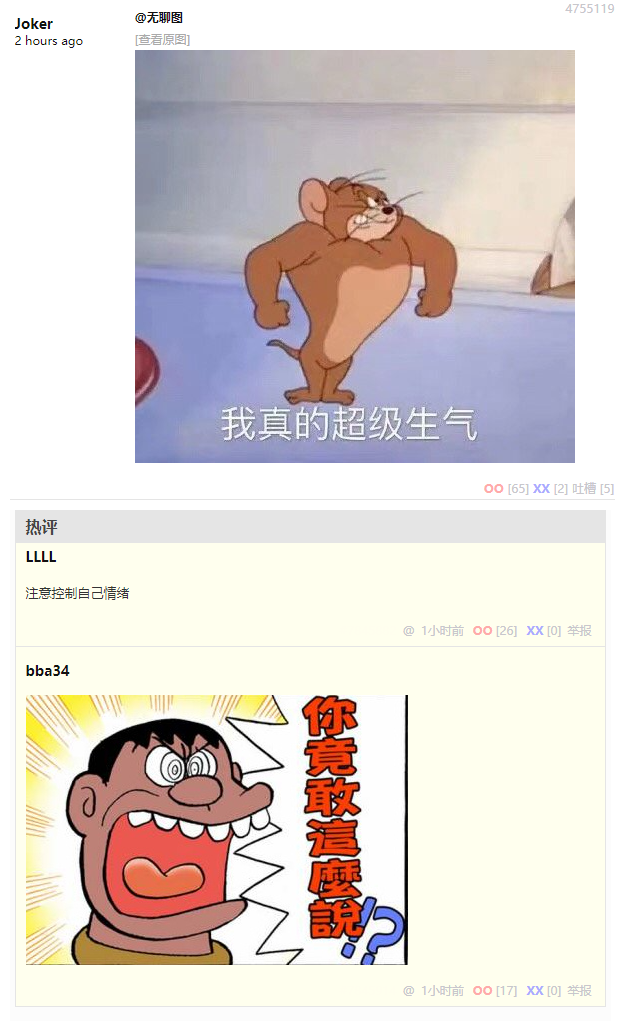 Joker
2 hours ago
@无聊图
4755119
[查看原图]
我真的超级生气
OO [65] XX [2] 吐槽 [5]
热评
LLLL
注意控制自己情绪
@ 1小时前 OO [26] XX [0] 举报
bba34
你竟敢這麼說!?
@ 1小时前 OO [17] XX [0] 举报